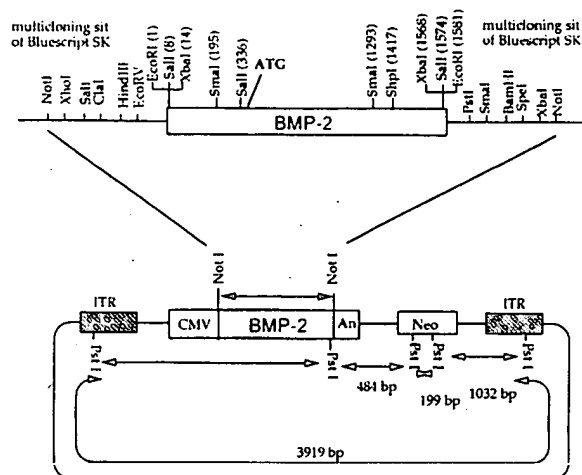 multicloning sit
of Bluescript SK
multicloning sit
of Bluescript SK
NotI
XhoI
SalI
ClaI
HindIII
EcoRV
EcoRI (1)
SalI (8)
XbaI (14)
SmaI (195)
SalI (336)
ATG
SmaI (1293)
ShpI (1417)
XbaI (1568)
SalI (1574)
EcoRI (1581)
PstI
SmaI
BamHI
SpeI
XbaI
NotI
BMP-2
Not I
Not I
ITR
CMV
BMP-2
An
Neo
ITR
Pst I
Pst I
Pst I
Pst I
Pst I
484 bp
199 bp
1032 bp
3919 bp